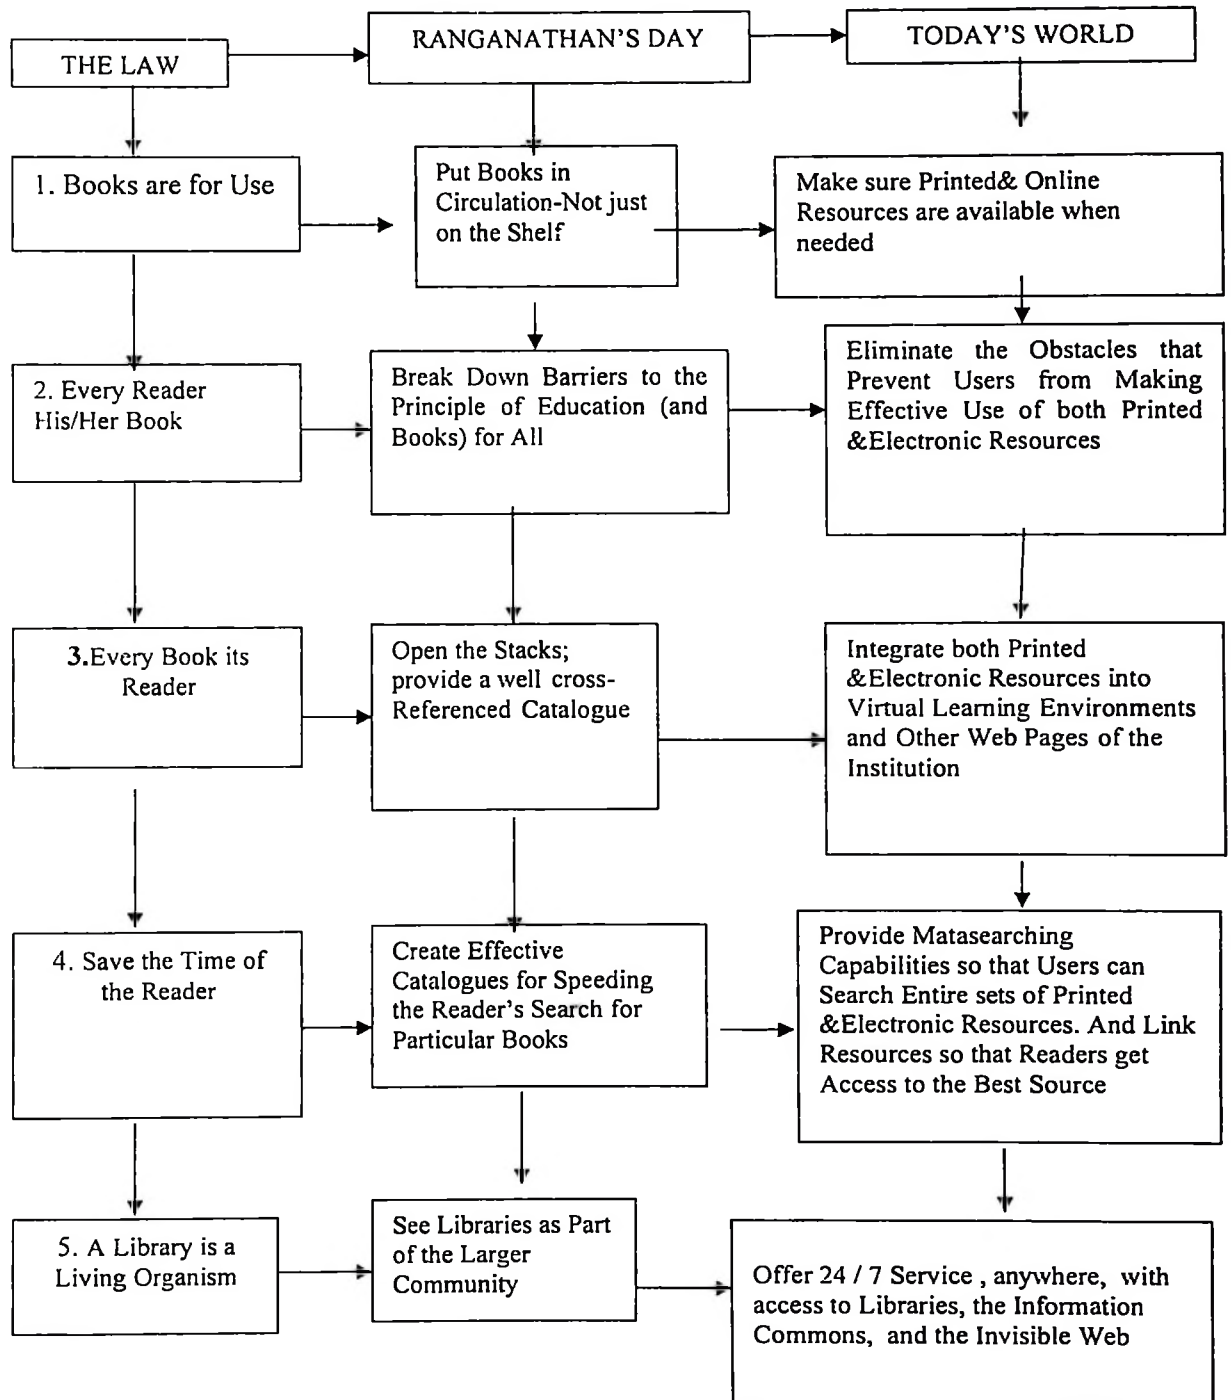 THE LAW
RANGANATHAN'S DAY
TODAY'S WORLD
1. Books are for Use
Put Books in
Circulation-Not just
on the Shelf
Make sure Printed& Online
Resources are available when
needed
2. Every Reader
His/Her Book
Break Down Barriers to the
Principle of Education (and
Books) for All
Eliminate the Obstacles that
Prevent Users from Making
Effective Use of both Printed
&Electronic Resources
3.Every Book its
Reader
Open the Stacks;
provide a well cross-
Referenced Catalogue
Integrate both Printed
&Electronic Resources into
Virtual Learning Environments
and Other Web Pages of the
Institution
4. Save the Time of
the Reader
Create Effective
Catalogues for Speeding
the Reader's Search for
Particular Books
Provide Matasearching
Capabilities so that Users can
Search Entire sets of Printed
&Electronic Resources. And Link
Resources so that Readers get
Access to the Best Source
5. A Library is a
Living Organism
See Libraries as Part
of the Larger
Community
Offer 24 / 7 Service , anywhere, with
access to Libraries, the Information
Commons, and the Invisible Web